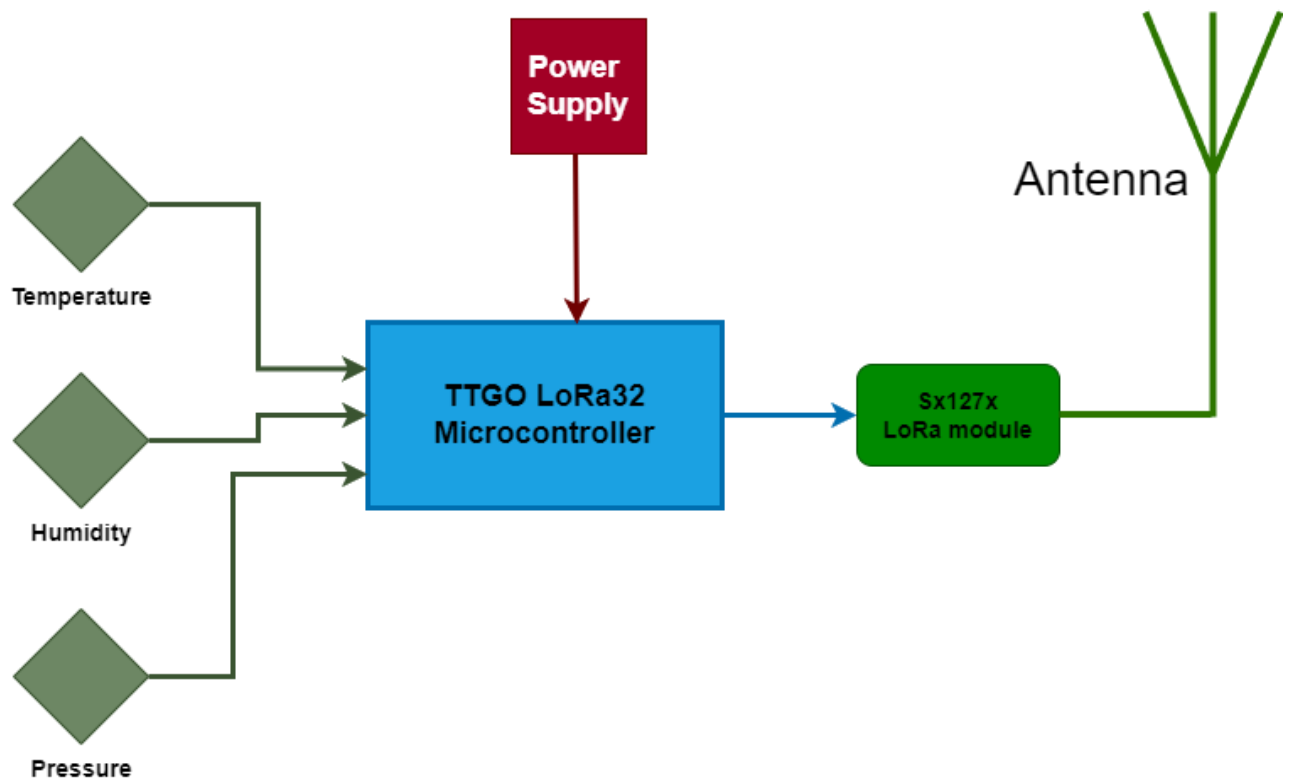 Power
Supply
Antenna
Temperature
TTGO LoRa32
Microcontroller
Sx127x
LoRa module
Humidity
Pressure